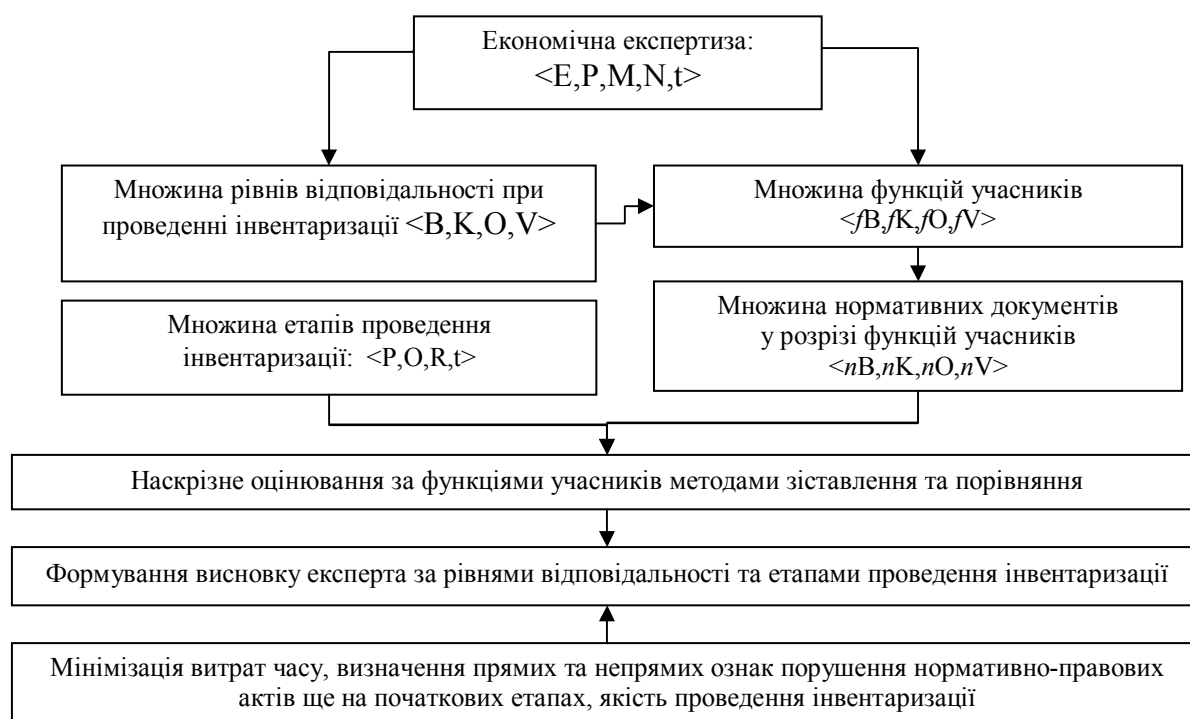 Економічна експертиза:
<E,P,M,N,t>
Множина рівнів відповідальності при
проведенні інвентаризації <B,K,O,V>
Множина функцій учасників
<fB,fK,fO,fV>
Множина етапів проведення
інвентаризації: <P,O,R,t>
Множина нормативних документів
у розрізі функцій учасників
<nB,nK,nO,nV>
Наскрізне оцінювання за функціями учасників методами зіставлення та порівняння
Формування висновку експерта за рівнями відповідальності та етапами проведення інвентаризації
Мінімізація витрат часу, визначення прямих та непрямих ознак порушення нормативно-правових
актів ще на початкових етапах, якість проведення інвентаризації